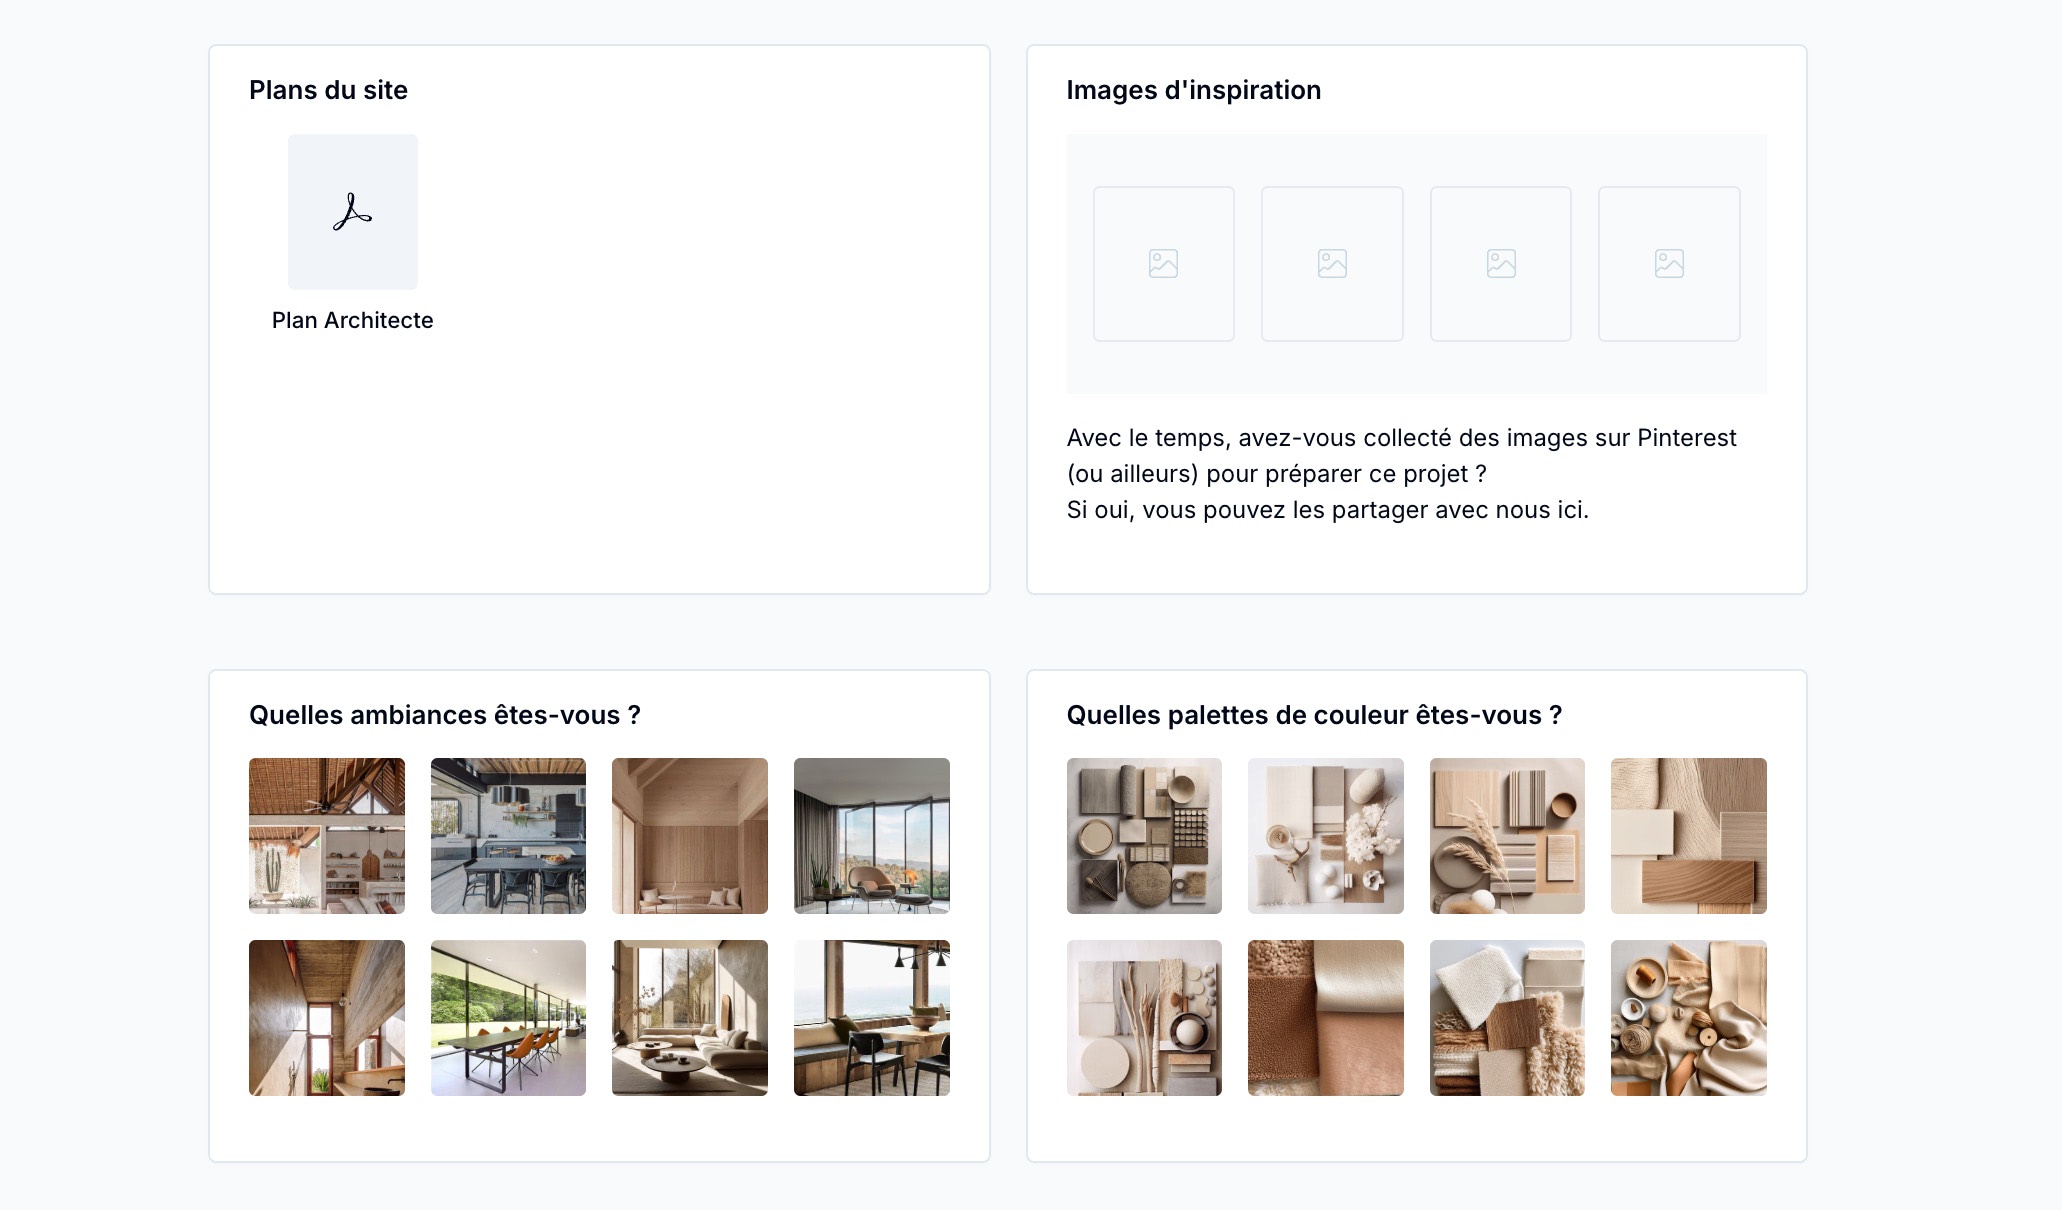 Plans du site
Plan Architecte
Images d'inspiration
Avec le temps, avez-vous collecté des images sur Pinterest
(ou ailleurs) pour préparer ce projet ?
Si oui, vous pouvez les partager avec nous ici.
Quelles ambiances êtes-vous ?
Quelles palettes de couleur êtes-vous ?